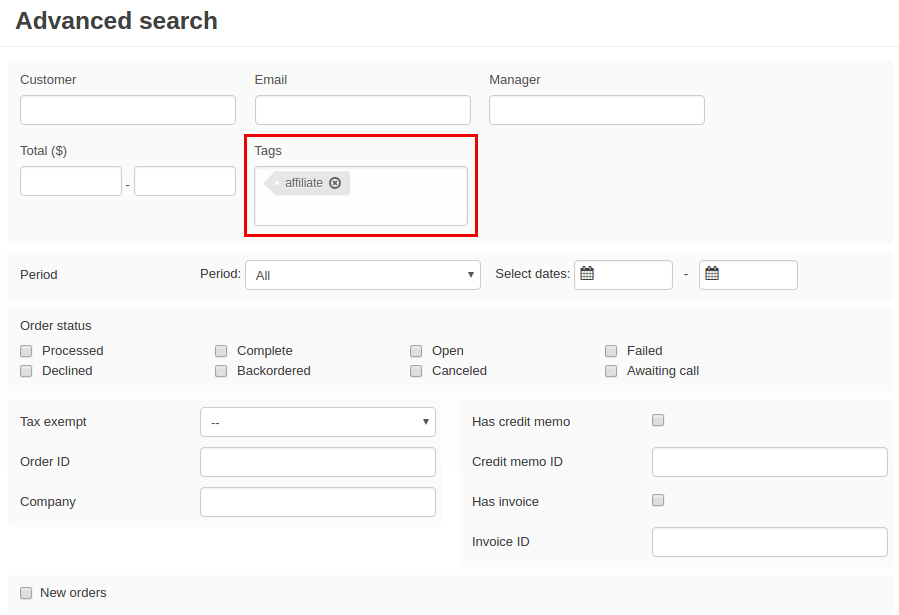 Advanced search
Customer Email Manager
Total ($) Tags
- affiliate
Period Period: All Select dates: -
Order status
Processed Complete Open Failed
Declined Backordered Canceled Awaiting call
Tax exempt -- Has credit memo
Order ID Credit memo ID
Company Has invoice
Invoice ID
New orders